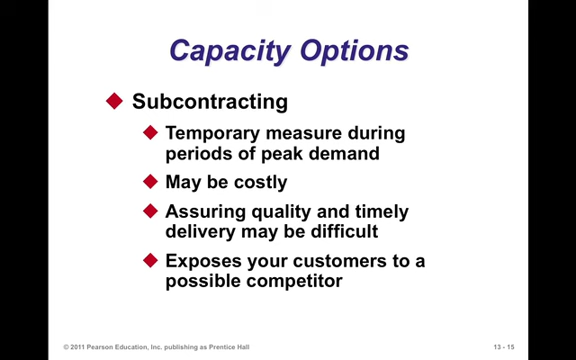 Capacity Options
Subcontracting
Temporary measure during
periods of peak demand
May be costly
Assuring quality and timely
delivery may be difficult
Exposes your customers to a
possible competitor
© 2011 Pearson Education, Inc. publishing as Prentice Hall
13 - 15